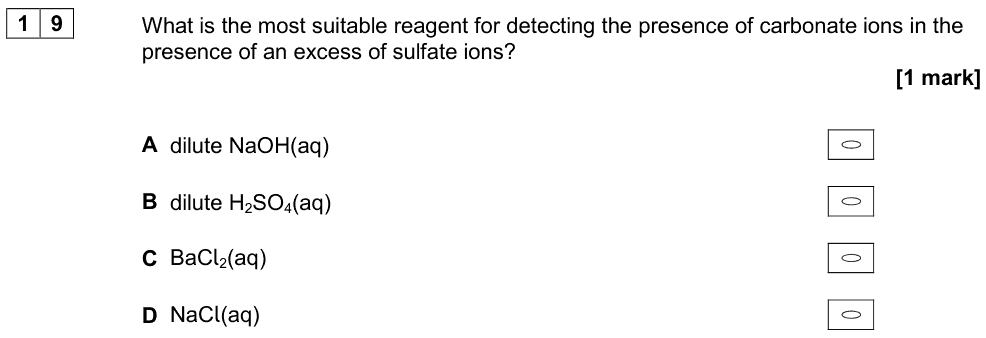 1 9
What is the most suitable reagent for detecting the presence of carbonate ions in the
presence of an excess of sulfate ions?
[1 mark]
A dilute NaOH(aq)
B dilute H₂SO₄(aq)
C BaCl₂(aq)
D NaCl(aq)